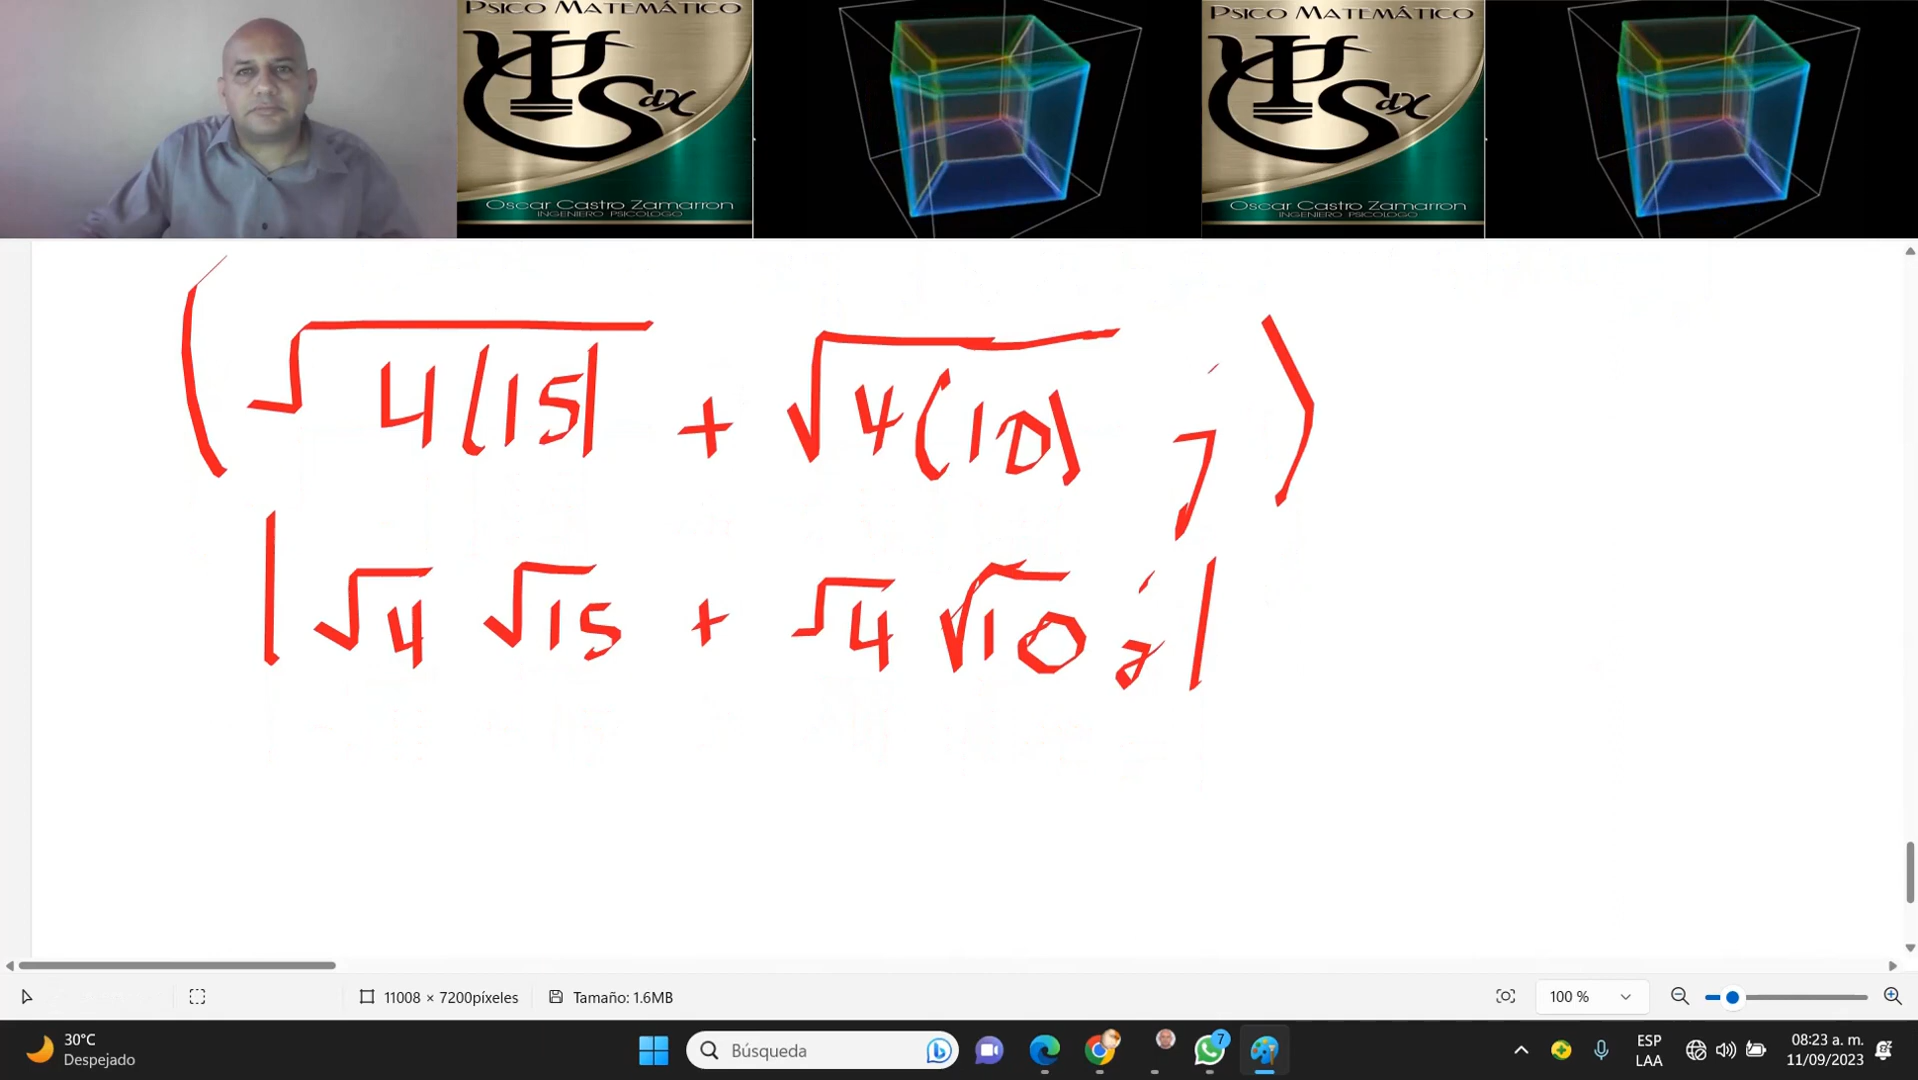 PSICO MATEMÁTICO
dx
Oscar Castro Zamarron
INGENIERO PSICOLOGO
PSICO MATEMÁTICO
dx
Oscar Castro Zamarron
INGENIERO PSICOLOGO
(√4(15) + √4(10) j)
(√4 √15 + √4 √10 j)
11008 × 7200píxeles
Tamaño: 1.6MB
100 %
30°C
Despejado
Búsqueda
7
ESP
LAA
08:23 a. m.
11/09/2023